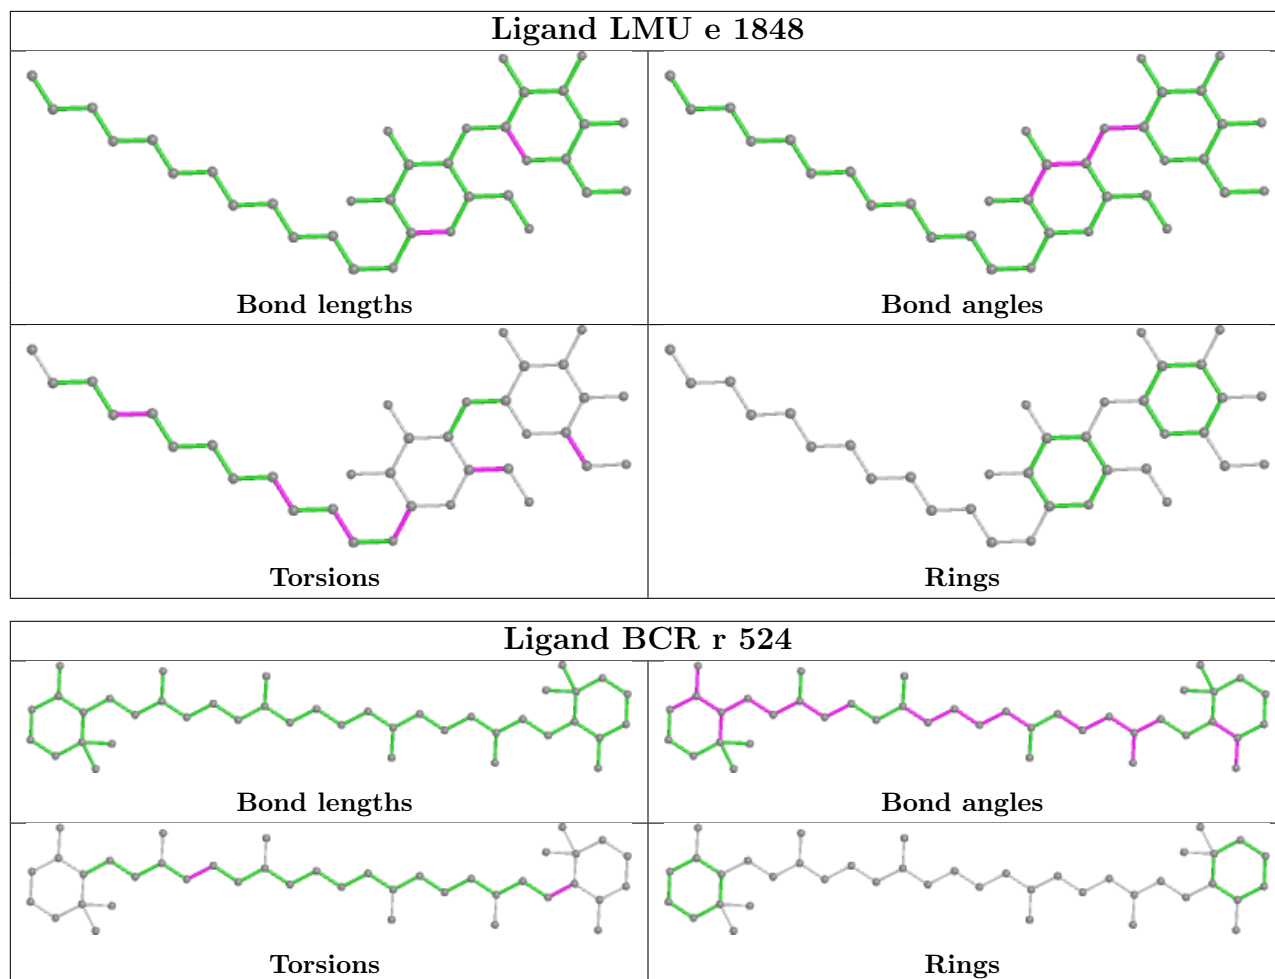 Ligand LMU e 1848
Bond lengths
Bond angles
Torsions
Rings
Ligand BCR r 524
Bond lengths
Bond angles
Torsions
Rings